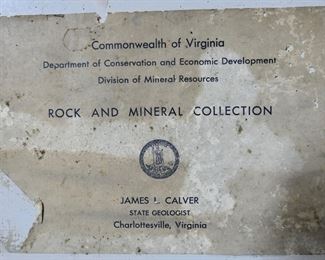 Commonwealth of Virginia
Department of Conservation and Economic Development
Division of Mineral Resources
ROCK AND MINERAL COLLECTION
JAMES L. CALVER
STATE GEOLOGIST
Charlottesville, Virginia